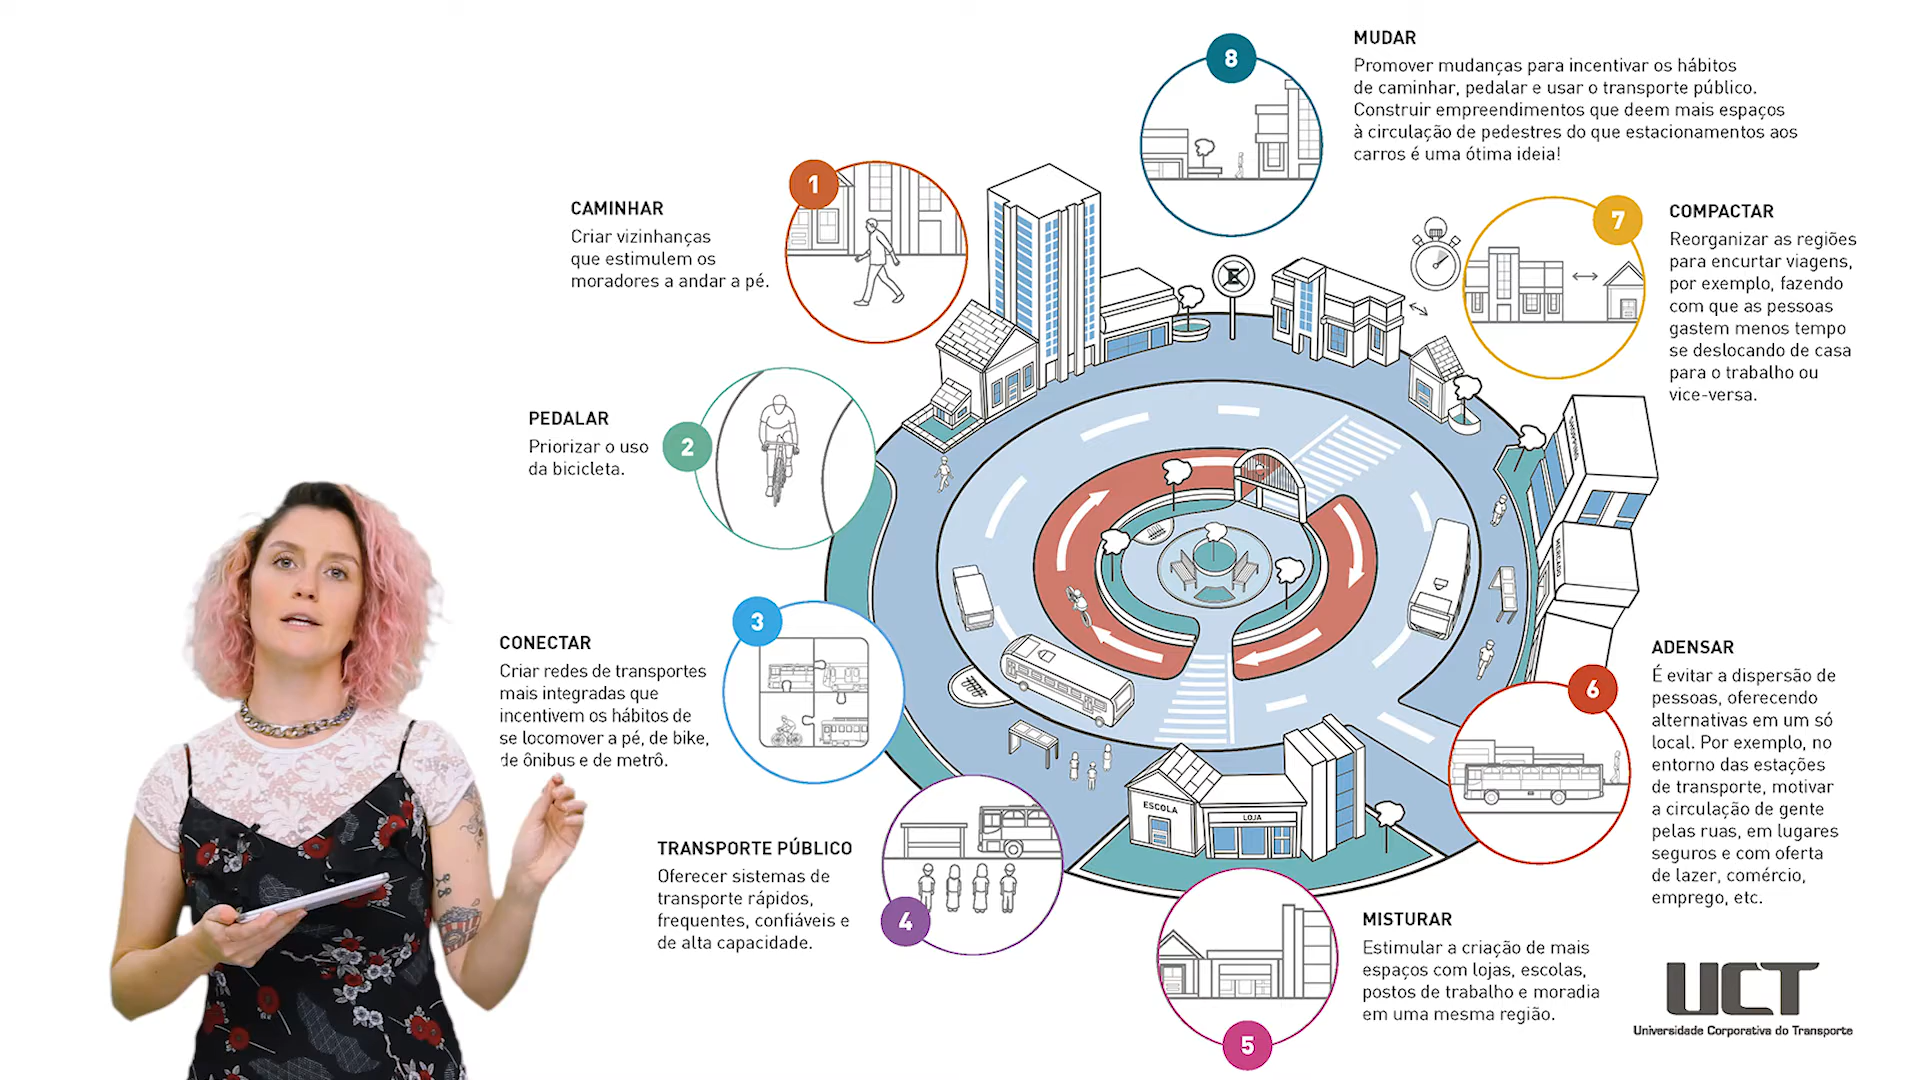 1
CAMINHAR
Criar vizinhanças
que estimulem os
moradores a andar a pé.
2
PEDALAR
Priorizar o uso
da bicicleta.
3
CONECTAR
Criar redes de transportes
mais integradas que
incentivem os hábitos de
se locomover a pé, de bike,
de ônibus e de metrô.
4
TRANSPORTE PÚBLICO
Oferecer sistemas de
transporte rápidos,
frequentes, confiáveis e
de alta capacidade.
5
MISTURAR
Estimular a criação de mais
espaços com lojas, escolas,
postos de trabalho e moradia
em uma mesma região.
6
ADENSAR
É evitar a dispersão de
pessoas, oferecendo
alternativas em um só
local. Por exemplo, no
entorno das estações
de transporte, motivar
a circulação de gente
pelas ruas, em lugares
seguros e com oferta
de lazer, comércio,
emprego, etc.
7
COMPACTAR
Reorganizar as regiões
para encurtar viagens,
por exemplo, fazendo
com que as pessoas
gastem menos tempo
se deslocando de casa
para o trabalho ou
vice-versa.
8
MUDAR
Promover mudanças para incentivar os hábitos
de caminhar, pedalar e usar o transporte público.
Construir empreendimentos que deem mais espaços
à circulação de pedestres do que estacionamentos aos
carros é uma ótima ideia!
E
MERCADO
ESCOLA
LOJA
UCT
Universidade Corporativa do Transporte